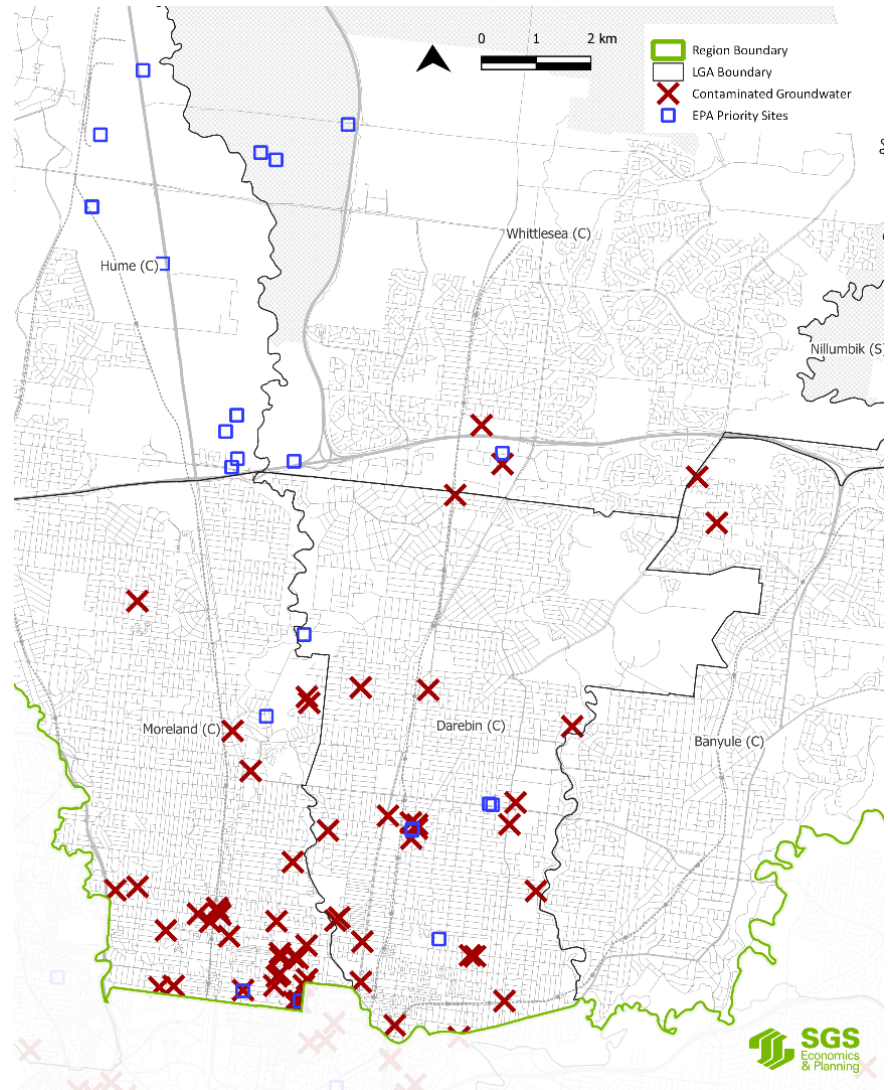 0 1 2 km
Region Boundary
LGA Boundary
Contaminated Groundwater
EPA Priority Sites
Whittlesea (C)
Hume (C)
Nillumbik (S)
Moreland (C)
Darebin (C)
Banyule (C)
SGS
Economics
& Planning